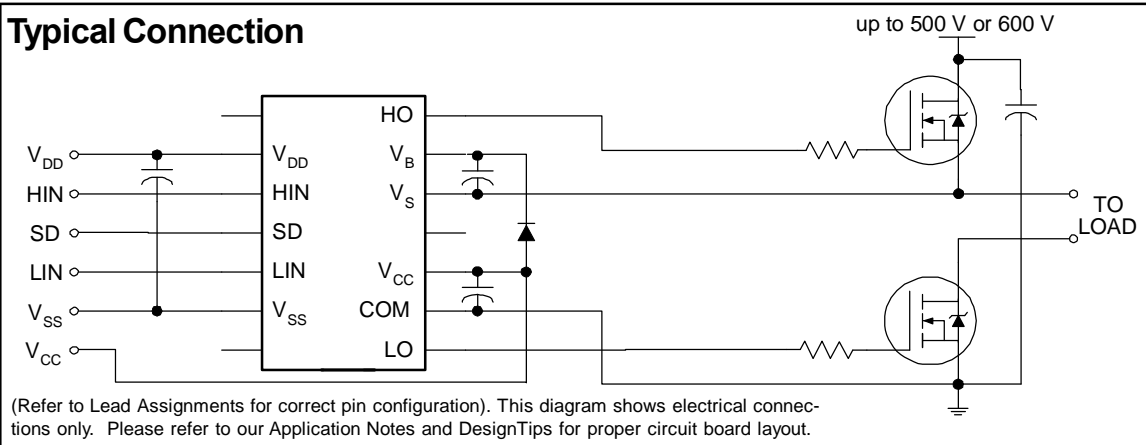 Typical Connection
up to 500 V or 600 V
HO
VDD
VDD
VB
HIN
HIN
VS
TO
LOAD
SD
SD
LIN
LIN
VCC
VSS
VSS
COM
VCC
LO
(Refer to Lead Assignments for correct pin configuration). This diagram shows electrical connec-
tions only. Please refer to our Application Notes and DesignTips for proper circuit board layout.